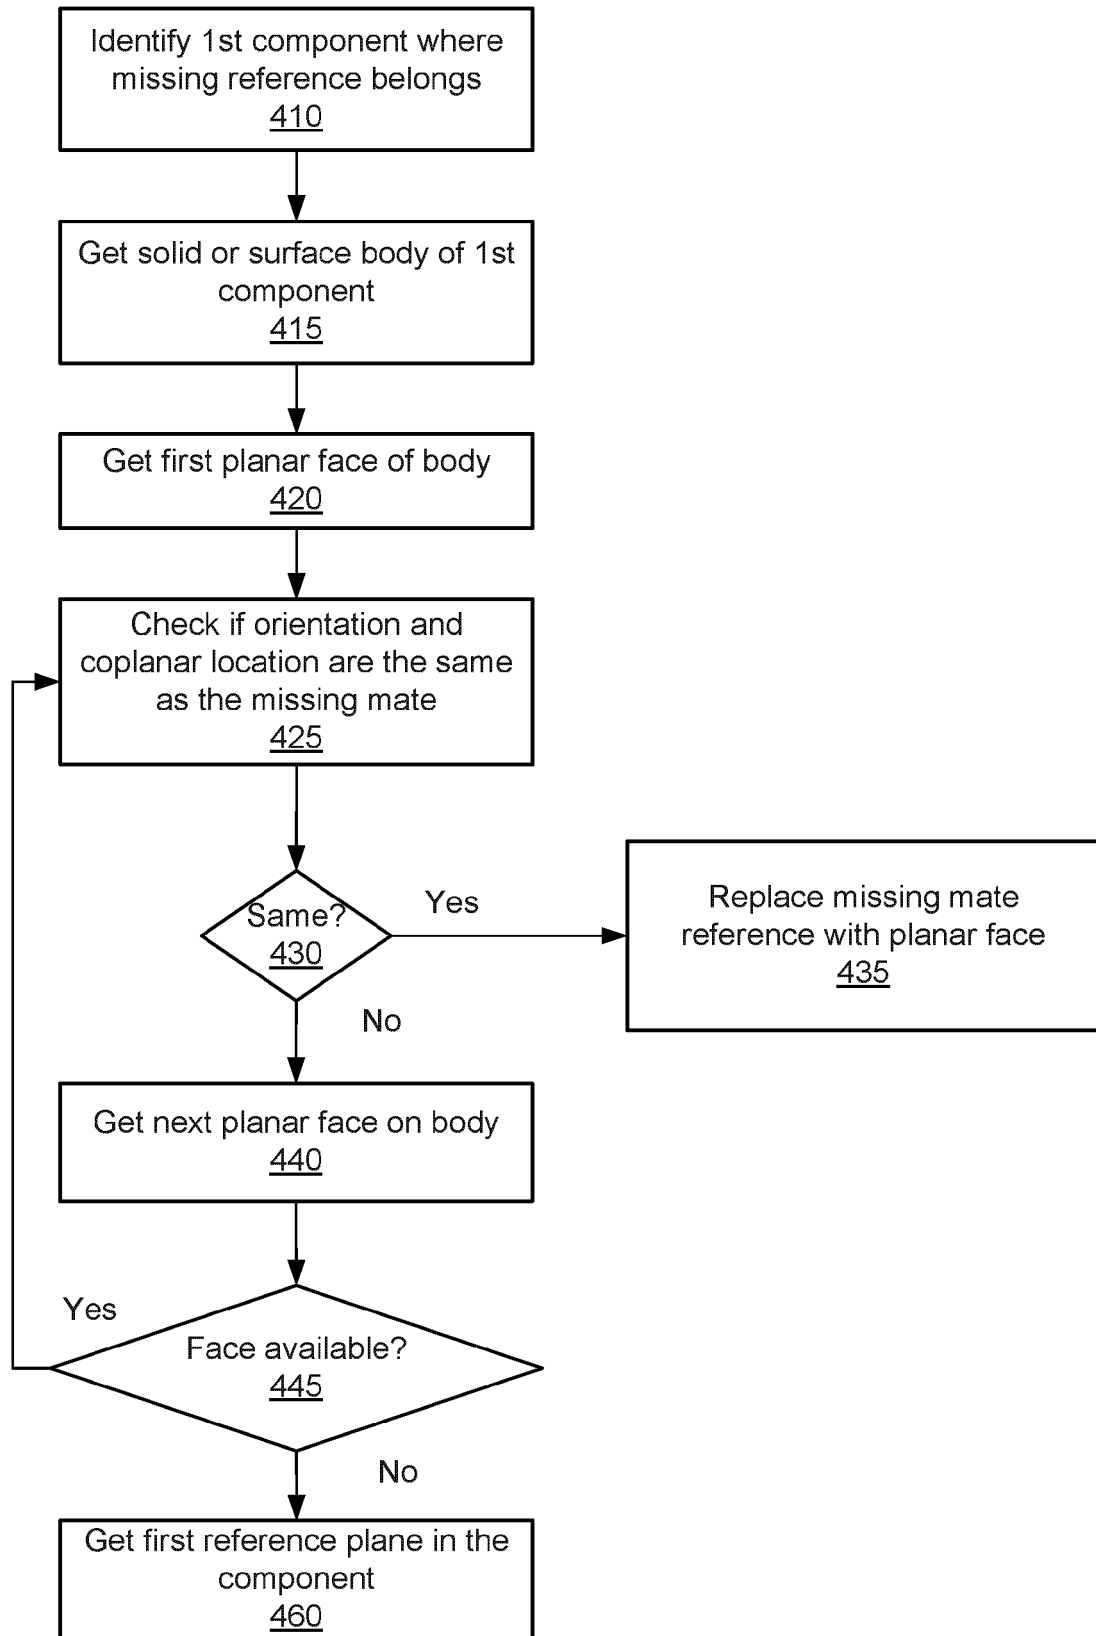 Identify 1st component where
missing reference belongs
410
Get solid or surface body of 1st
component
415
Get first planar face of body
420
Check if orientation and
coplanar location are the same
as the missing mate
425
Same?
430
Yes
Replace missing mate
reference with planar face
435
No
Get next planar face on body
440
Yes
Face available?
445
No
Get first reference plane in the
component
460